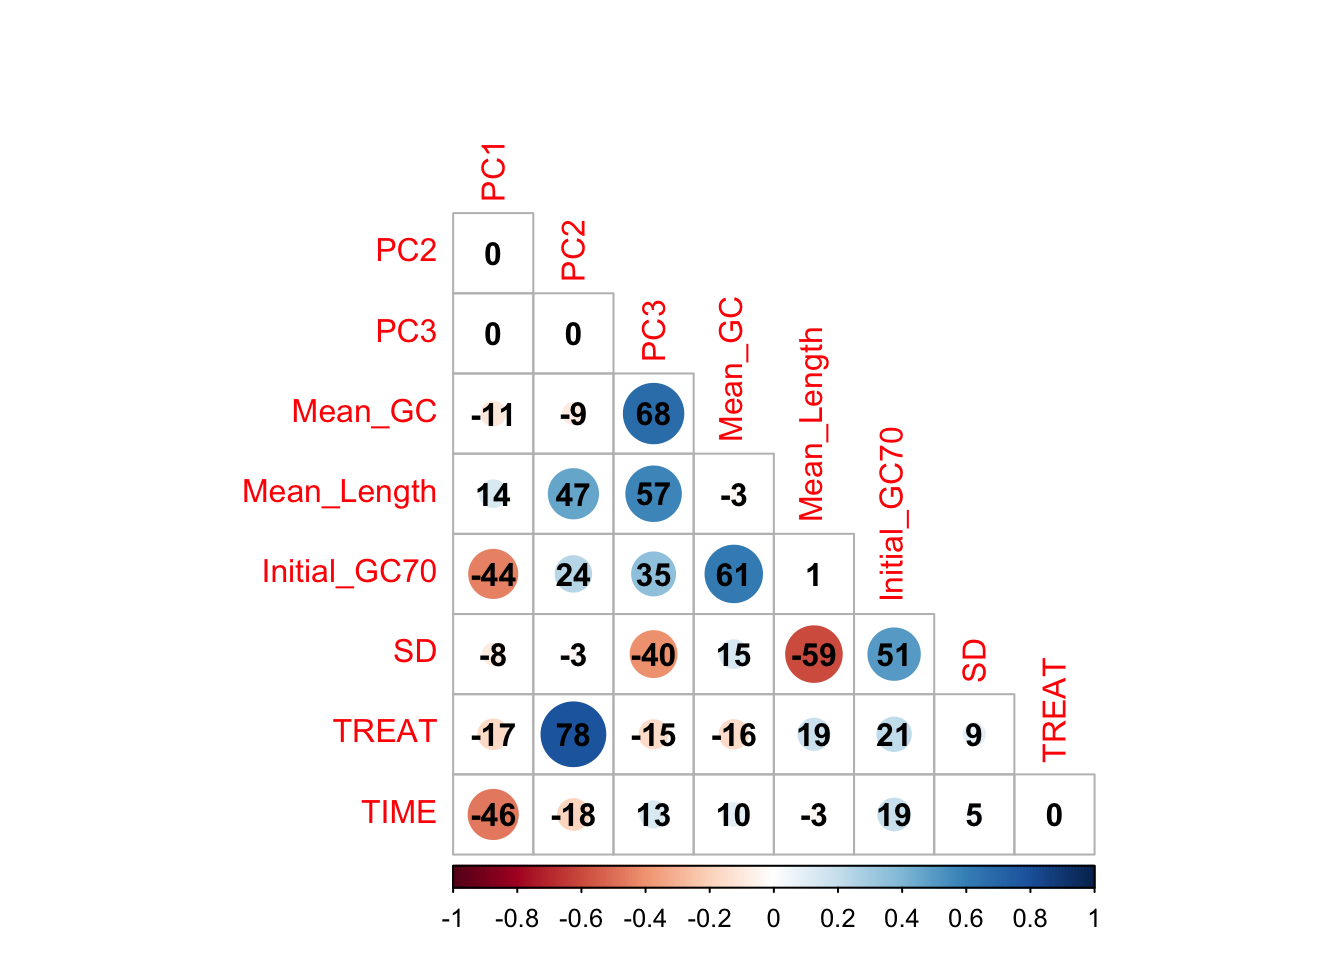 PC1
PC2 0 PC2
PC3 0 0 PC3
Mean_GC -11 -9 68 Mean_GC
Mean_Length 14 47 57 -3 Mean_Length
Initial_GC70 -44 24 35 61 1 Initial_GC70
SD -8 -3 -40 15 -59 51 SD
TREAT -17 78 -15 -16 19 21 9 TREAT
TIME -46 -18 13 10 -3 19 5 0
-1 -0.8 -0.6 -0.4 -0.2 0 0.2 0.4 0.6 0.8 1